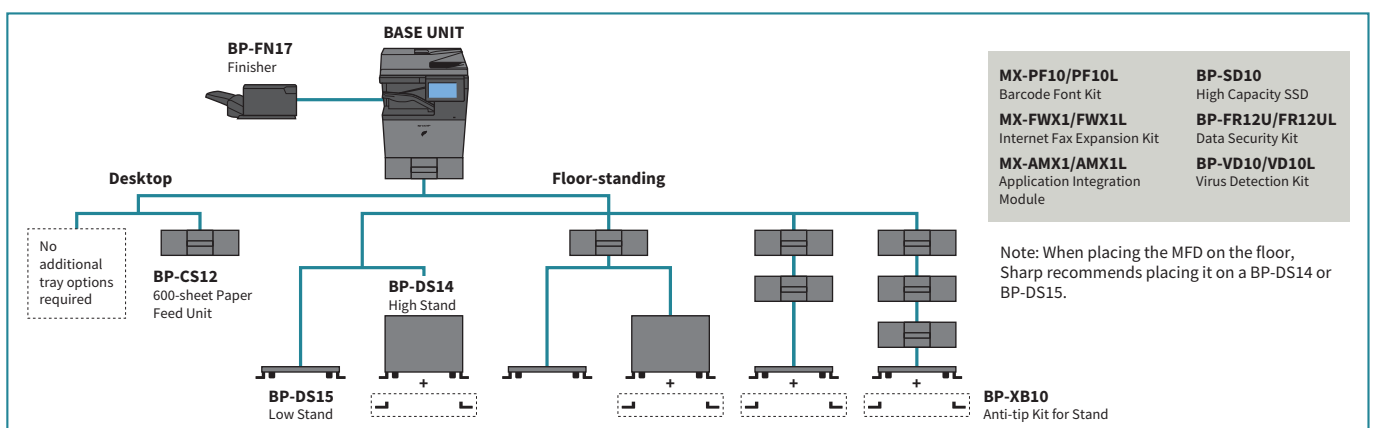 BASE UNIT
BP-FN17
Finisher
Desktop
Floor-standing
No
additional
tray options
required
BP-CS12
600-sheet Paper
Feed Unit
BP-DS14
High Stand
BP-DS15
Low Stand
+
+
+
+
BP-XB10
Anti-tip Kit for Stand
MX-PF10/PF10L
Barcode Font Kit
MX-FWX1/FWX1L
Internet Fax Expansion Kit
MX-AMX1/AMX1L
Application Integration
Module
BP-SD10
High Capacity SSD
BP-FR12U/FR12UL
Data Security Kit
BP-VD10/VD10L
Virus Detection Kit
Note: When placing the MFD on the floor,
Sharp recommends placing it on a BP-DS14 or
BP-DS15.